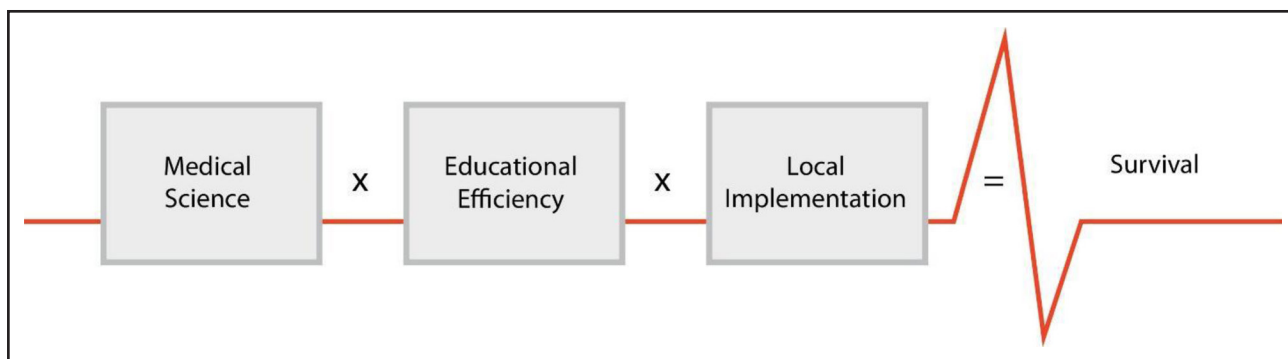 Medical
Science
x
Educational
Efficiency
x
Local
Implementation
=
Survival